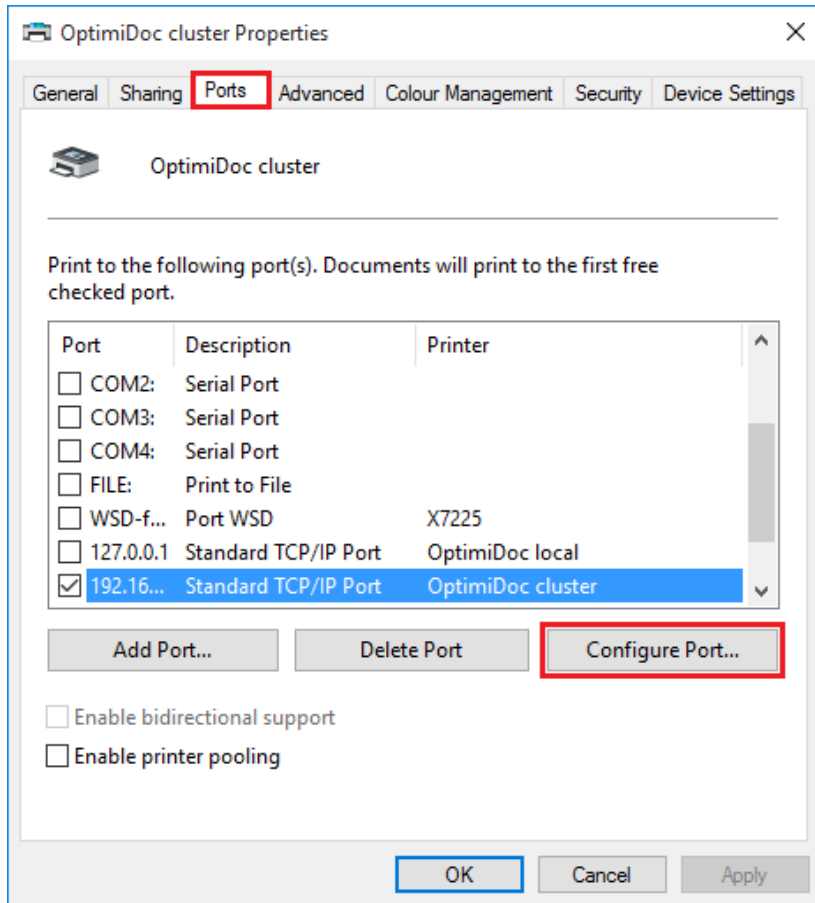 OptimiDoc cluster Properties
General Sharing Ports Advanced Colour Management Security Device Settings
OptimiDoc cluster
Print to the following port(s). Documents will print to the first free
checked port.
Port Description Printer
COM2: Serial Port
COM3: Serial Port
COM4: Serial Port
FILE: Print to File
WSD-f... Port WSD X7225
127.0.0.1 Standard TCP/IP Port OptimiDoc local
192.16... Standard TCP/IP Port OptimiDoc cluster
Add Port... Delete Port Configure Port...
Enable bidirectional support
Enable printer pooling
OK Cancel Apply